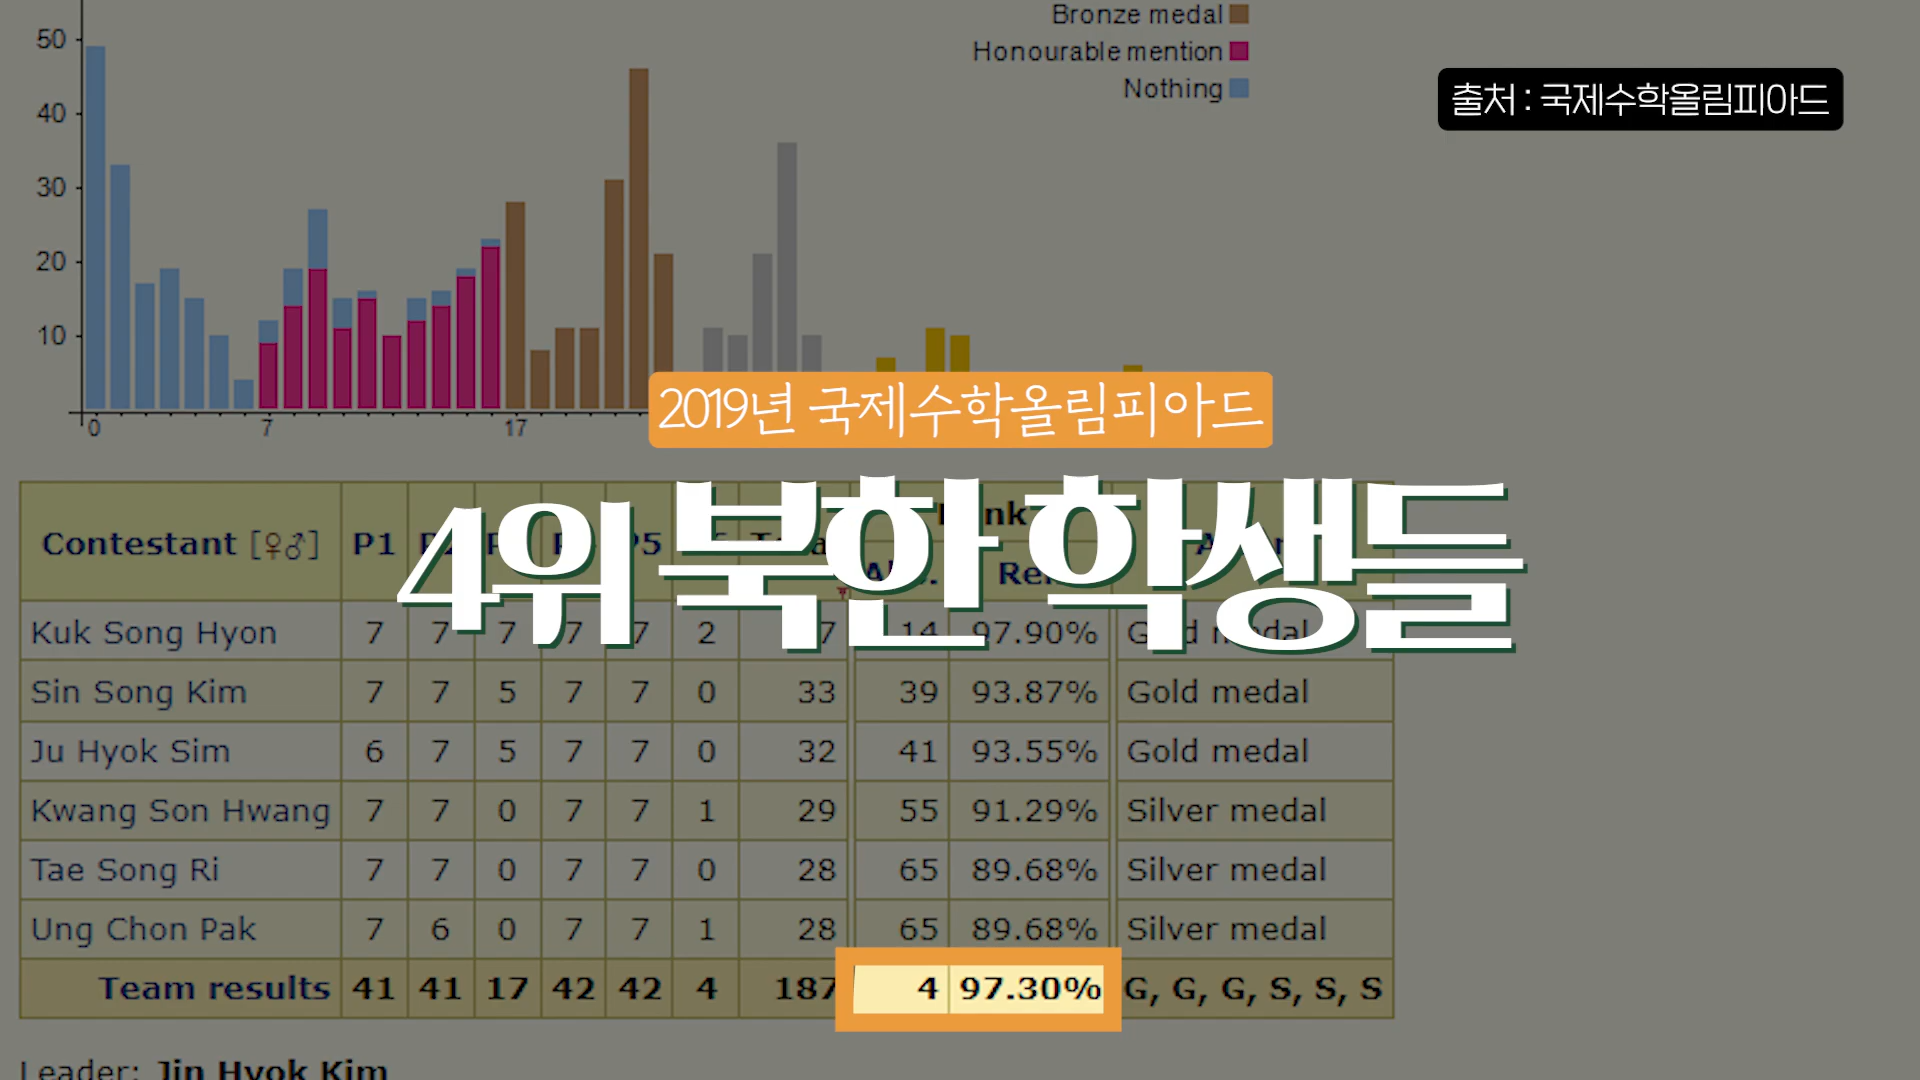 Bronze medal
50
Honourable mention
Nothing
출처 : 국제수학올림피아드
40
30
20
10
0 7 17
2019년 국제수학올림피아드
4위 북한 학생들
Contestant [♀♂] P1
Kuk Song Hyon 7 7 7 7 7 2 14 97.90%
Sin Song Kim 7 7 5 7 7 0 33 39 93.87% Gold medal
Ju Hyok Sim 6 7 5 7 7 0 32 41 93.55% Gold medal
Kwang Son Hwang 7 7 0 7 7 1 29 55 91.29% Silver medal
Tae Song Ri 7 7 0 7 7 0 28 65 89.68% Silver medal
Ung Chon Pak 7 6 0 7 7 1 28 65 89.68% Silver medal
Team results 41 41 17 42 42 4 187 4 97.30% G, G, G, S, S, S
Leader: Jin Hyok Kim